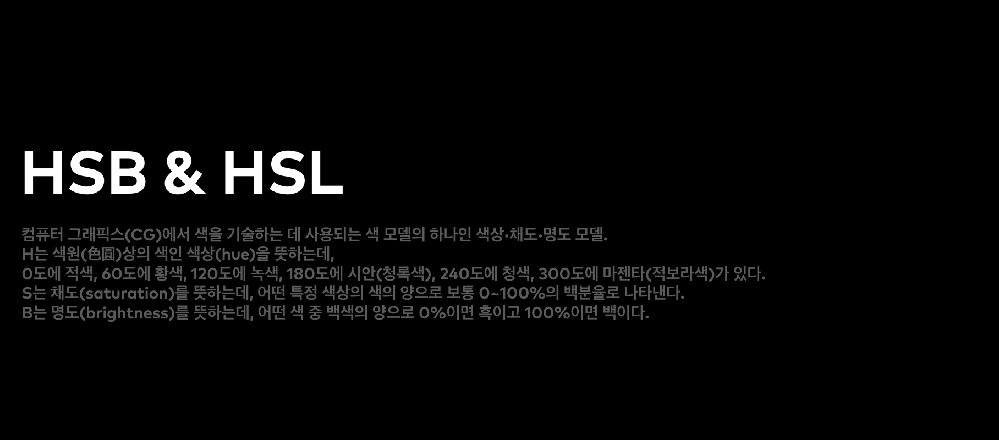 HSB & HSL
컴퓨터 그래픽스(CG)에서 색을 기술하는 데 사용되는 색 모델의 하나인 색상·채도·명도 모델.
H는 색원(色圓)상의 색인 색상(hue)을 뜻하는데,
0도에 적색, 60도에 황색, 120도에 녹색, 180도에 시안(청록색), 240도에 청색, 300도에 마젠타(적보라색)가 있다.
S는 채도(saturation)를 뜻하는데, 어떤 특정 색상의 색의 양으로 보통 0~100%의 백분율로 나타낸다.
B는 명도(brightness)를 뜻하는데, 어떤 색 중 백색의 양으로 0%이면 흑이고 100%이면 백이다.